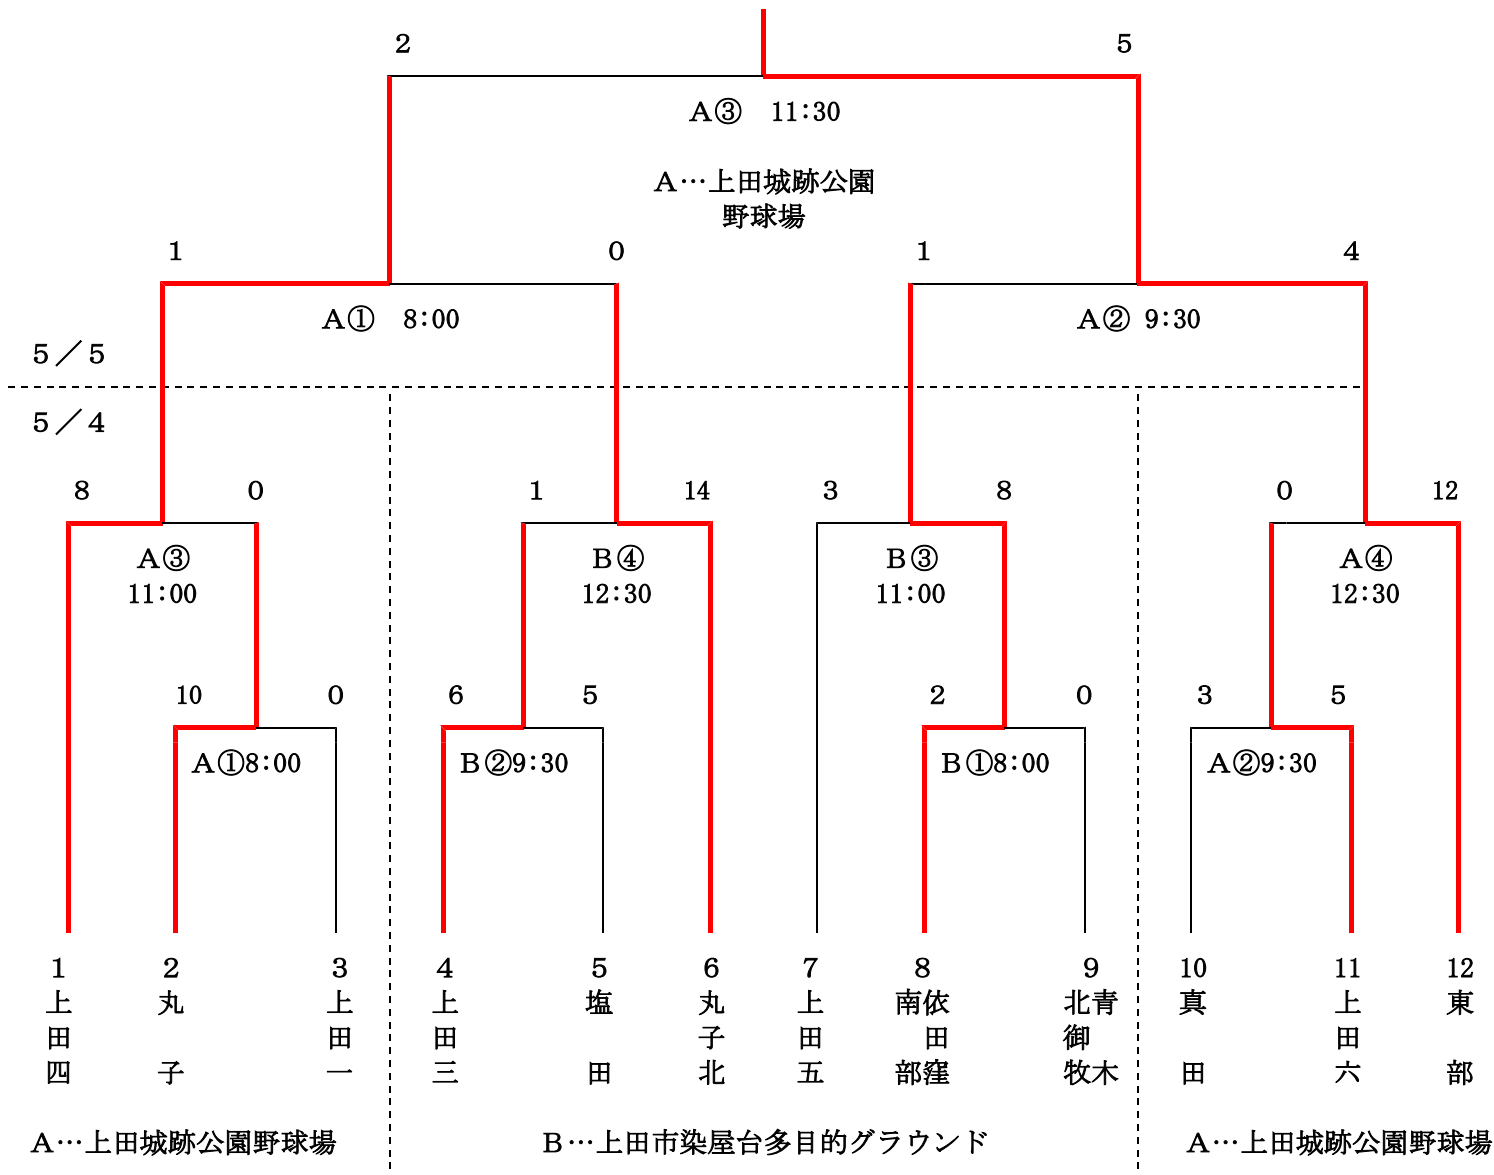 ２ ５
Ａ③ 11:30
Ａ…上田城跡公園
野球場
１ ０ １ ４
Ａ① 8:00 Ａ② 9:30
５／５
５／４
８ ０ １ 14 ３ ８ ０ 12
Ａ③ Ｂ④ Ｂ③ Ａ④
11:00 12:30 11:00 12:30
10 ０ ６ ５ ２ ０ ３ ５
Ａ①8:00 Ｂ②9:30 Ｂ①8:00 Ａ②9:30
１ ２ ３ ４ ５ ６ ７ ８ ９ 10 11 12
上田四
丸子
上田一
上田三
塩田
丸子北
上田五
依田窪
南部
青木
北御牧
真田
上田六
東部
Ａ…上田城跡公園野球場 Ｂ…上田市染屋台多目的グラウンド Ａ…上田城跡公園野球場